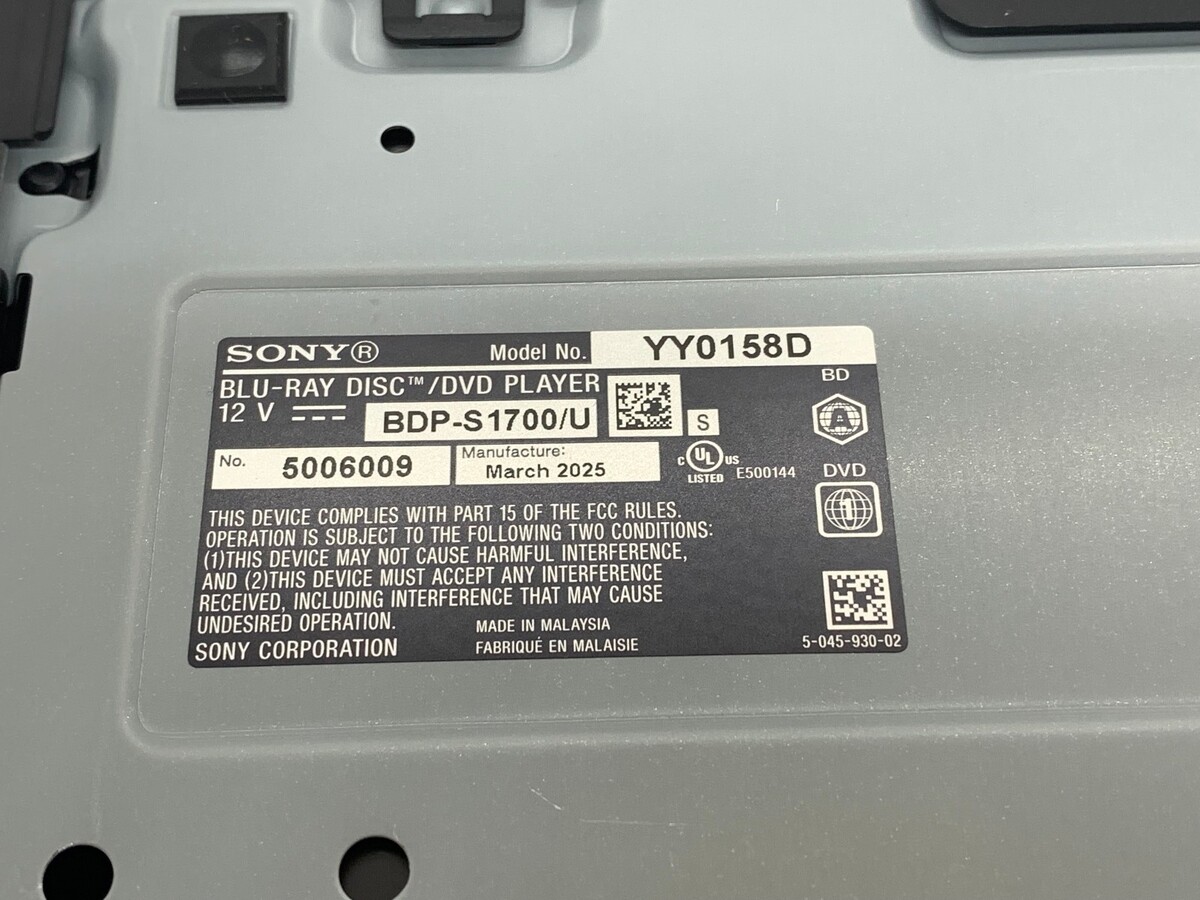 SONY® Model No. YY0158D
BLU-RAY DISC™/DVD PLAYER
12 V BDP-S1700/U S
BD
A
No. 5006009 Manufacture: March 2025
C UL US LISTED E500144
DVD
1
THIS DEVICE COMPLIES WITH PART 15 OF THE FCC RULES.
OPERATION IS SUBJECT TO THE FOLLOWING TWO CONDITIONS:
(1)THIS DEVICE MAY NOT CAUSE HARMFUL INTERFERENCE,
AND (2)THIS DEVICE MUST ACCEPT ANY INTERFERENCE
RECEIVED, INCLUDING INTERFERENCE THAT MAY CAUSE
UNDESIRED OPERATION.
SONY CORPORATION
MADE IN MALAYSIA
FABRIQUÉ EN MALAISIE
5-045-930-02